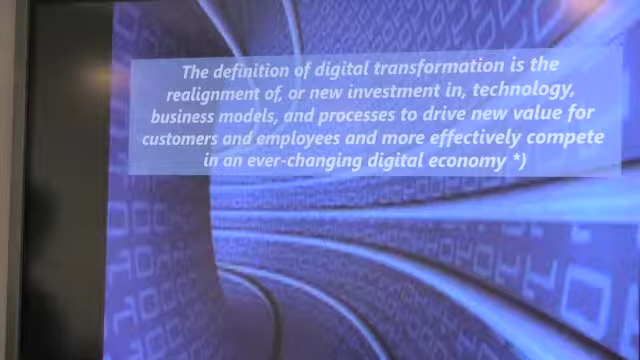 The definition of digital transformation is the
realignment of, or new investment in, technology,
business models, and processes to drive new value for
customers and employees and more effectively compete
in an ever-changing digital economy *)